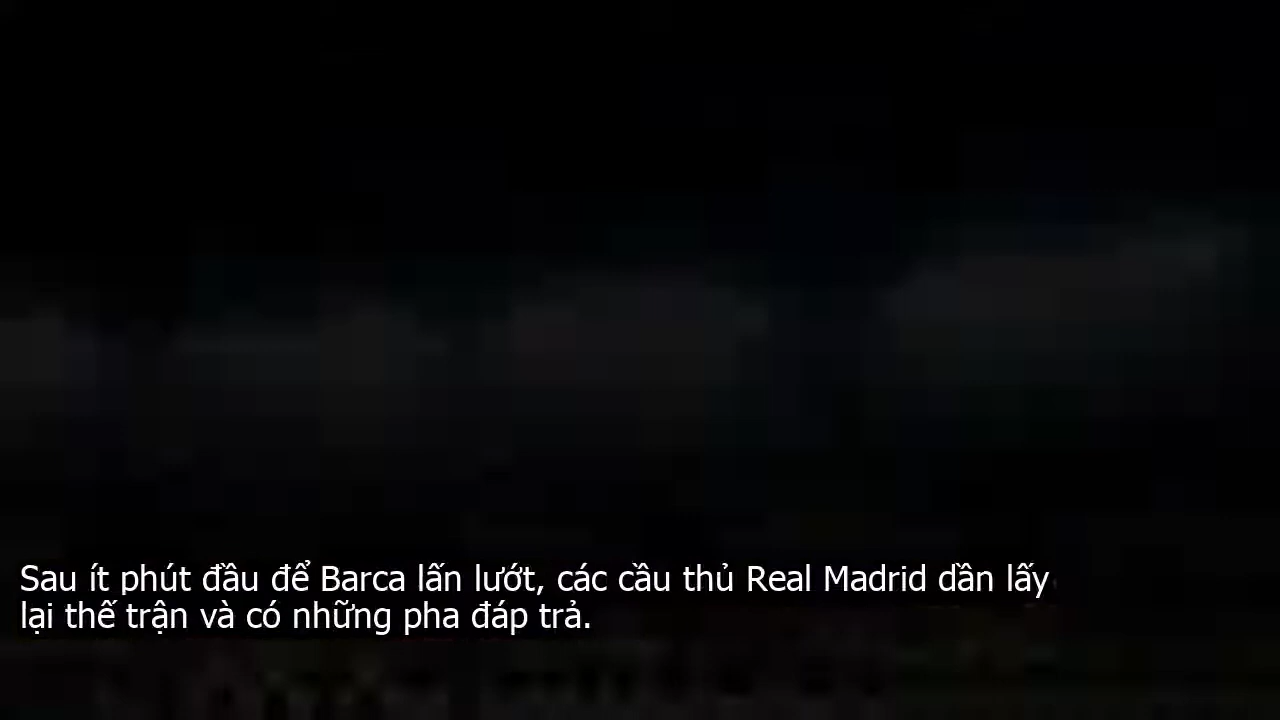 Sau ít phút đầu để Barca lấn lướt, các cầu thủ Real Madrid dần lấy
lại thế trận và có những pha đáp trả.